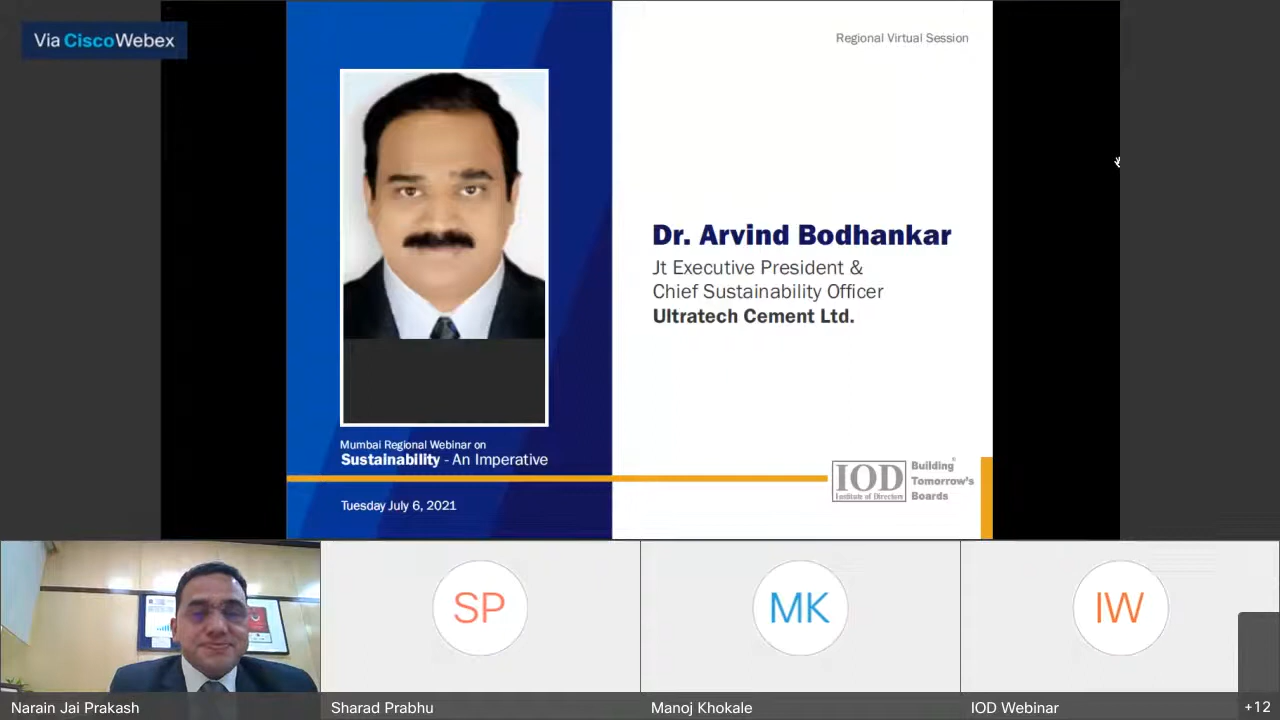 Via Cisco Webex
Regional Virtual Session
Dr. Arvind Bodhankar
Jt Executive President &
Chief Sustainability Officer
Ultratech Cement Ltd.
Mumbai Regional Webinar on
Sustainability - An Imperative
Tuesday July 6, 2021
IOD
Institute of Directors
Building
Tomorrow's
Boards
SP
MK
IW
Narain Jai Prakash
Sharad Prabhu
Manoj Khokale
IOD Webinar
+12